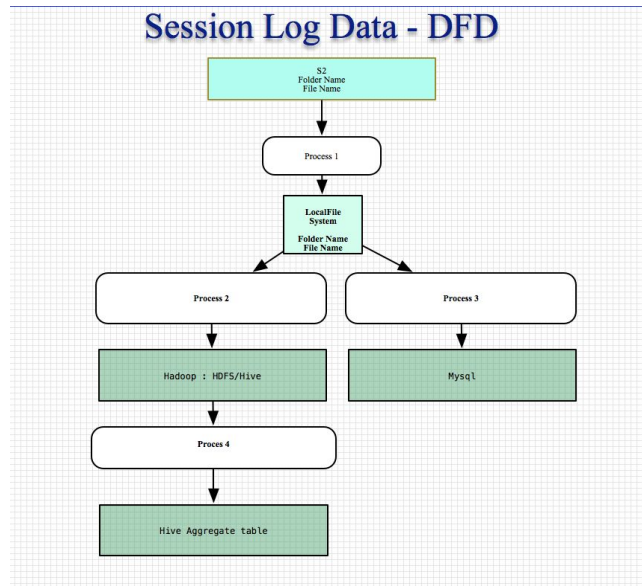 Session Log Data - DFD
S2
Folder Name
File Name
Process 1
LocalFile
System
Folder Name
File Name
Process 2
Process 3
Hadoop : HDFS/Hive
Mysql
Proces 4
Hive Aggregate table